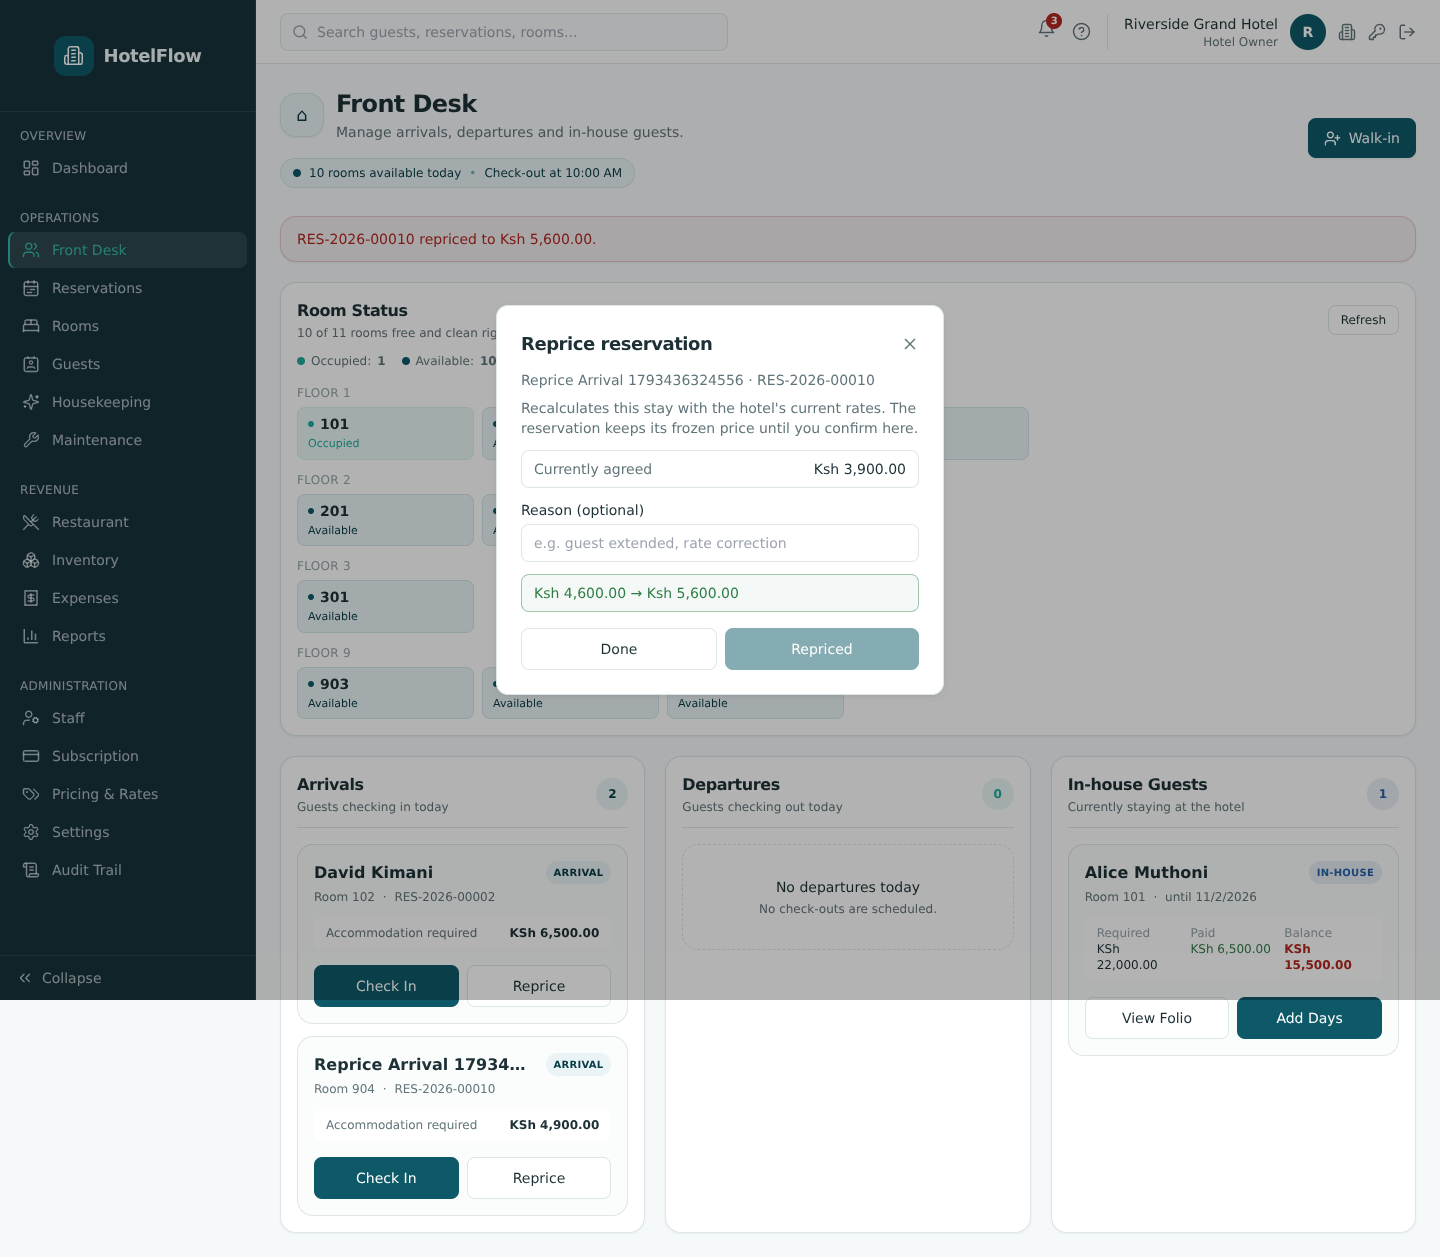 HotelFlow
OVERVIEW
Dashboard
OPERATIONS
Front Desk
Reservations
Rooms
Guests
Housekeeping
Maintenance
REVENUE
Restaurant
Inventory
Expenses
Reports
ADMINISTRATION
Staff
Subscription
Pricing & Rates
Settings
Audit Trail
Collapse
Search guests, reservations, rooms...
3
Riverside Grand Hotel
Hotel Owner
R
Front Desk
Manage arrivals, departures and in-house guests.
10 rooms available today • Check-out at 10:00 AM
Walk-in
RES-2026-00010 repriced to Ksh 5,600.00.
Room Status
10 of 11 rooms free and clean
Refresh
Occupied: 1 Available: 10
FLOOR 1
101
Occupied
FLOOR 2
201
Available
FLOOR 3
301
Available
FLOOR 9
903
Available
Available
Available
Reprice reservation
Reprice Arrival 1793436324556 · RES-2026-00010
Recalculates this stay with the hotel's current rates. The
reservation keeps its frozen price until you confirm here.
Currently agreed Ksh 3,900.00
Reason (optional)
e.g. guest extended, rate correction
Ksh 4,600.00 → Ksh 5,600.00
Done
Repriced
Arrivals
Guests checking in today
2
David Kimani
ARRIVAL
Room 102 · RES-2026-00002
Accommodation required KSh 6,500.00
Check In
Reprice
Reprice Arrival 17934...
ARRIVAL
Room 904 · RES-2026-00010
Accommodation required KSh 4,900.00
Check In
Reprice
Departures
Guests checking out today
0
No departures today
No check-outs are scheduled.
In-house Guests
Currently staying at the hotel
1
Alice Muthoni
IN-HOUSE
Room 101 · until 11/2/2026
Required Paid Balance
KSh KSh 6,500.00 KSh
22,000.00 15,500.00
View Folio
Add Days